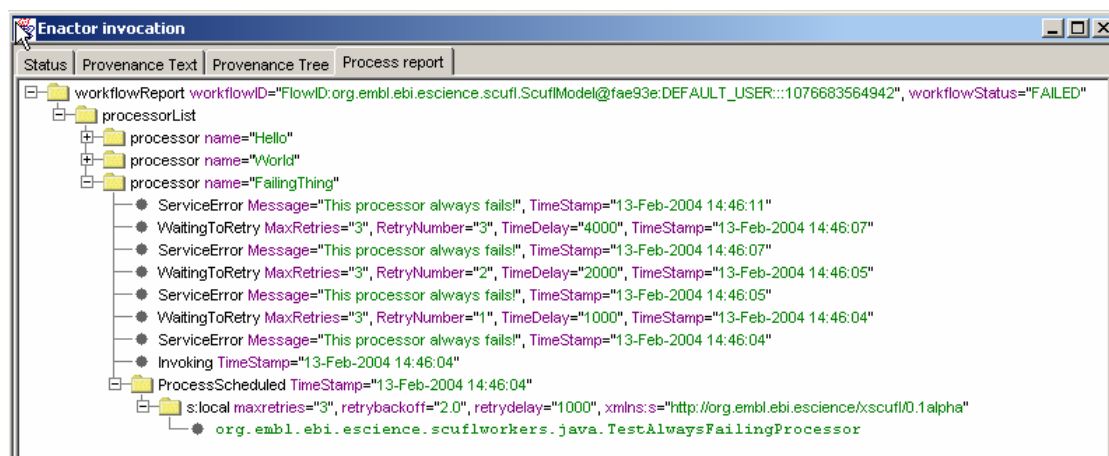 Enactor invocation
Status Provenance Text Provenance Tree Process report
workflowReport workflowID="FlowID:org.embl.ebi.escience.scufl.ScuflModel@fae93e:DEFAULT_USER:::1076683564942", workflowStatus="FAILED"
processorList
processor name="Hello"
processor name="World"
processor name="FailingThing"
ServiceError Message="This processor always fails!", TimeStamp="13-Feb-2004 14:46:11"
WaitingToRetry MaxRetries="3", RetryNumber="3", TimeDelay="4000", TimeStamp="13-Feb-2004 14:46:07"
ServiceError Message="This processor always fails!", TimeStamp="13-Feb-2004 14:46:07"
WaitingToRetry MaxRetries="3", RetryNumber="2", TimeDelay="2000", TimeStamp="13-Feb-2004 14:46:05"
ServiceError Message="This processor always fails!", TimeStamp="13-Feb-2004 14:46:05"
WaitingToRetry MaxRetries="3", RetryNumber="1", TimeDelay="1000", TimeStamp="13-Feb-2004 14:46:04"
ServiceError Message="This processor always fails!", TimeStamp="13-Feb-2004 14:46:04"
Invoking TimeStamp="13-Feb-2004 14:46:04"
ProcessScheduled TimeStamp="13-Feb-2004 14:46:04"
s:local maxretries="3", retrybackoff="2.0", retrydelay="1000", xmlns:s="http://org.embl.ebi.escience/xscufl/0.1alpha"
org.embl.ebi.escience.scuflworkers.java.TestAlwaysFailingProcessor